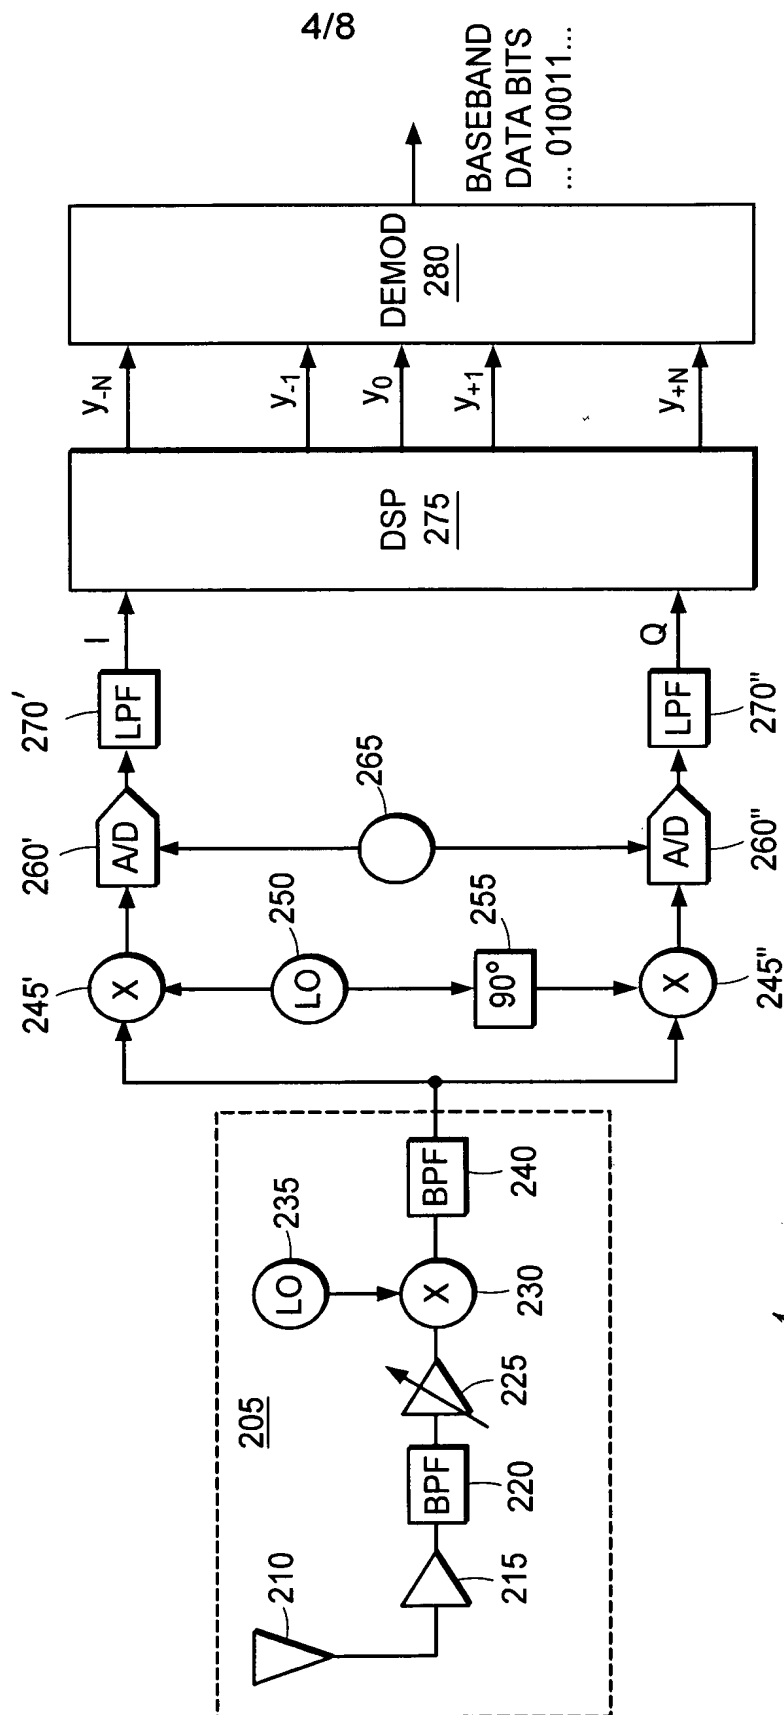 4/8
205
210
215
BPF
220
225
X
230
LO
235
BPF
240
X
245'
LO
250
90°
255
X
245"
A/D
260'
265
A/D
260"
LPF
270'
LPF
270"
I
Q
DSP
275
y-N
y-1
y0
y+1
y+N
DEMOD
280
BASEBAND
DATA BITS
... 010011...